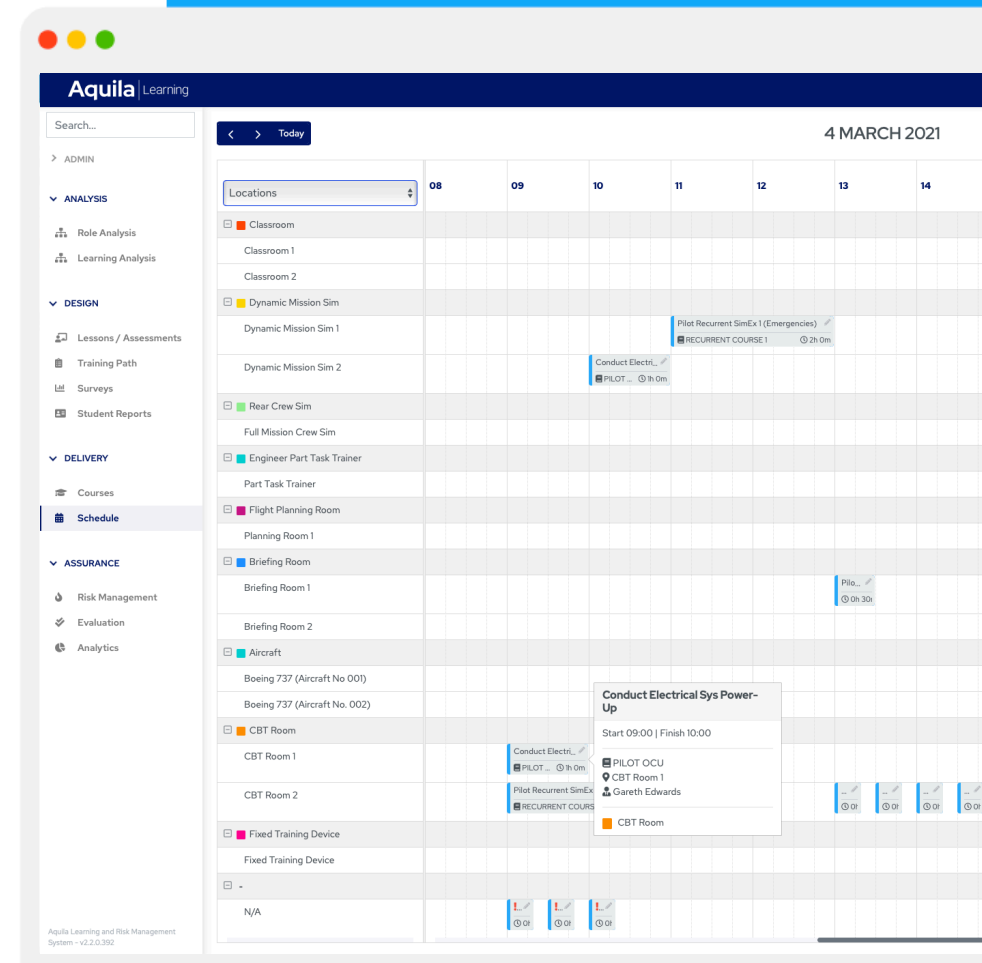 Aquila Learning
Search...
Today
4 MARCH 2021
ADMIN
ANALYSIS
Role Analysis
Learning Analysis
DESIGN
Lessons / Assessments
Training Path
Surveys
Student Reports
DELIVERY
Courses
Schedule
ASSURANCE
Risk Management
Evaluation
Analytics
Aquila Learning and Risk Management
System - v2.2.0.392
Locations
08 09 10 11 12 13 14
Classroom
Classroom 1
Classroom 2
Dynamic Mission Sim
Dynamic Mission Sim 1
Pilot Recurrent SimEx 1 (Emergencies)
RECURRENT COURSE 1 2h 0m
Dynamic Mission Sim 2
Conduct Electri...
PILOT ... 1h 0m
Rear Crew Sim
Full Mission Crew Sim
Engineer Part Task Trainer
Part Task Trainer
Flight Planning Room
Planning Room 1
Briefing Room
Briefing Room 1
Pilo...
0h 30
Briefing Room 2
Aircraft
Boeing 737 (Aircraft No 001)
Boeing 737 (Aircraft No. 002)
CBT Room
CBT Room 1
Conduct Electri...
PILOT ... 1h 0m
CBT Room 2
Pilot Recurrent SimEx
RECURRENT COURS
... ... ... ...
0h 0h 0h 0h
Conduct Electrical Sys Power-
Up
Start 09:00 | Finish 10:00
PILOT OCU
CBT Room 1
Gareth Edwards
CBT Room
Fixed Training Device
Fixed Training Device
-
N/A
!... !... !...
0h 0h 0h